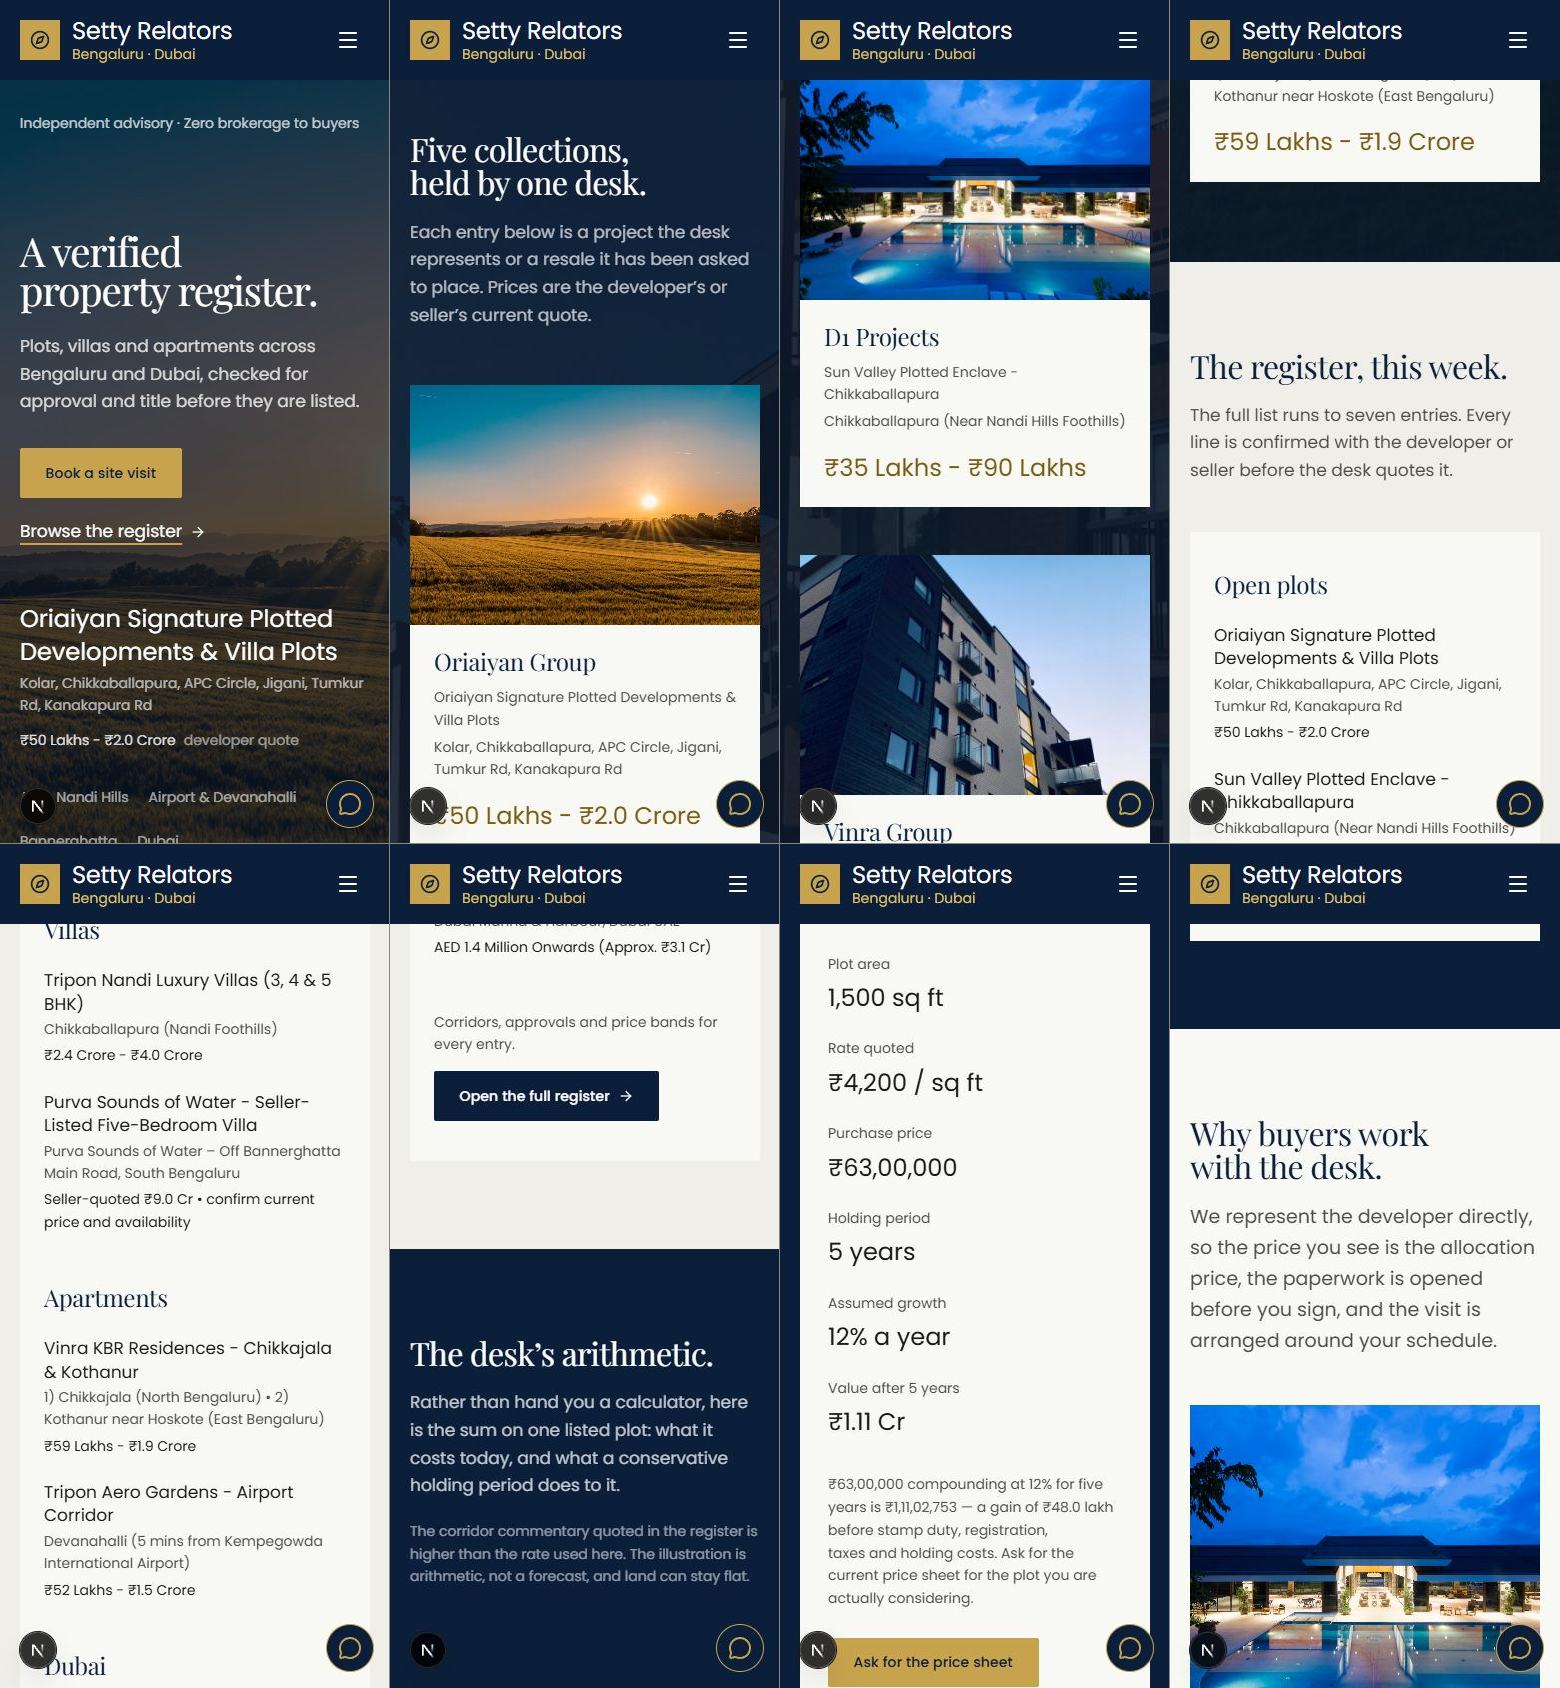 Setty Relators
Bengaluru · Dubai
Independent advisory · Zero brokerage to buyers
A verified
property register.
Plots, villas and apartments across
Bengaluru and Dubai, checked for
approval and title before they are listed.
Book a site visit
Browse the register →
Oriaiyan Signature Plotted
Developments & Villa Plots
Kolar, Chikkaballapura, APC Circle, Jigani, Tumkur
Rd, Kanakapura Rd
₹50 Lakhs - ₹2.0 Crore developer quote
N
Nandi Hills Airport & Devanahalli
Bannerghatta Dubai
Setty Relators
Bengaluru · Dubai
Five collections,
held by one desk.
Each entry below is a project the desk
represents or a resale it has been asked
to place. Prices are the developer’s or
seller’s current quote.
Oriaiyan Group
Oriaiyan Signature Plotted Developments &
Villa Plots
Kolar, Chikkaballapura, APC Circle, Jigani,
Tumkur Rd, Kanakapura Rd
N
₹50 Lakhs - ₹2.0 Crore
Setty Relators
Bengaluru · Dubai
D1 Projects
Sun Valley Plotted Enclave -
Chikkaballapura
Chikkaballapura (Near Nandi Hills Foothills)
₹35 Lakhs - ₹90 Lakhs
N
Vinra Group
Setty Relators
Bengaluru · Dubai
Kothanur near Hoskote (East Bengaluru)
₹59 Lakhs - ₹1.9 Crore
The register, this week.
The full list runs to seven entries. Every
line is confirmed with the developer or
seller before the desk quotes it.
Open plots
Oriaiyan Signature Plotted
Developments & Villa Plots
Kolar, Chikkaballapura, APC Circle, Jigani,
Tumkur Rd, Kanakapura Rd
₹50 Lakhs - ₹2.0 Crore
Sun Valley Plotted Enclave -
Chikkaballapura
N
Chikkaballapura (Near Nandi Hills Foothills)
Setty Relators
Bengaluru · Dubai
Villas
Tripon Nandi Luxury Villas (3, 4 & 5
BHK)
Chikkaballapura (Nandi Foothills)
₹2.4 Crore - ₹4.0 Crore
Purva Sounds of Water - Seller-
Listed Five-Bedroom Villa
Purva Sounds of Water – Off Bannerghatta
Main Road, South Bengaluru
Seller-quoted ₹9.0 Cr • confirm current
price and availability
Apartments
Vinra KBR Residences - Chikkajala
& Kothanur
1) Chikkajala (North Bengaluru) • 2)
Kothanur near Hoskote (East Bengaluru)
₹59 Lakhs - ₹1.9 Crore
Tripon Aero Gardens - Airport
Corridor
Devanahalli (5 mins from Kempegowda
International Airport)
₹52 Lakhs - ₹1.5 Crore
N
Dubai
Setty Relators
Bengaluru · Dubai
AED 1.4 Million Onwards (Approx. ₹3.1 Cr)
Corridors, approvals and price bands for
every entry.
Open the full register →
The desk’s arithmetic.
Rather than hand you a calculator, here
is the sum on one listed plot: what it
costs today, and what a conservative
holding period does to it.
The corridor commentary quoted in the register is
higher than the rate used here. The illustration is
arithmetic, not a forecast, and land can stay flat.
N
Setty Relators
Bengaluru · Dubai
Plot area
1,500 sq ft
Rate quoted
₹4,200 / sq ft
Purchase price
₹63,00,000
Holding period
5 years
Assumed growth
12% a year
Value after 5 years
₹1.11 Cr
₹63,00,000 compounding at 12% for five
years is ₹1,11,02,753 — a gain of ₹48.0 lakh
before stamp duty, registration,
taxes and holding costs. Ask for the
current price sheet for the plot you are
actually considering.
N
Ask for the price sheet
Setty Relators
Bengaluru · Dubai
Why buyers work
with the desk.
We represent the developer directly,
so the price you see is the allocation
price, the paperwork is opened
before you sign, and the visit is
arranged around your schedule.
N